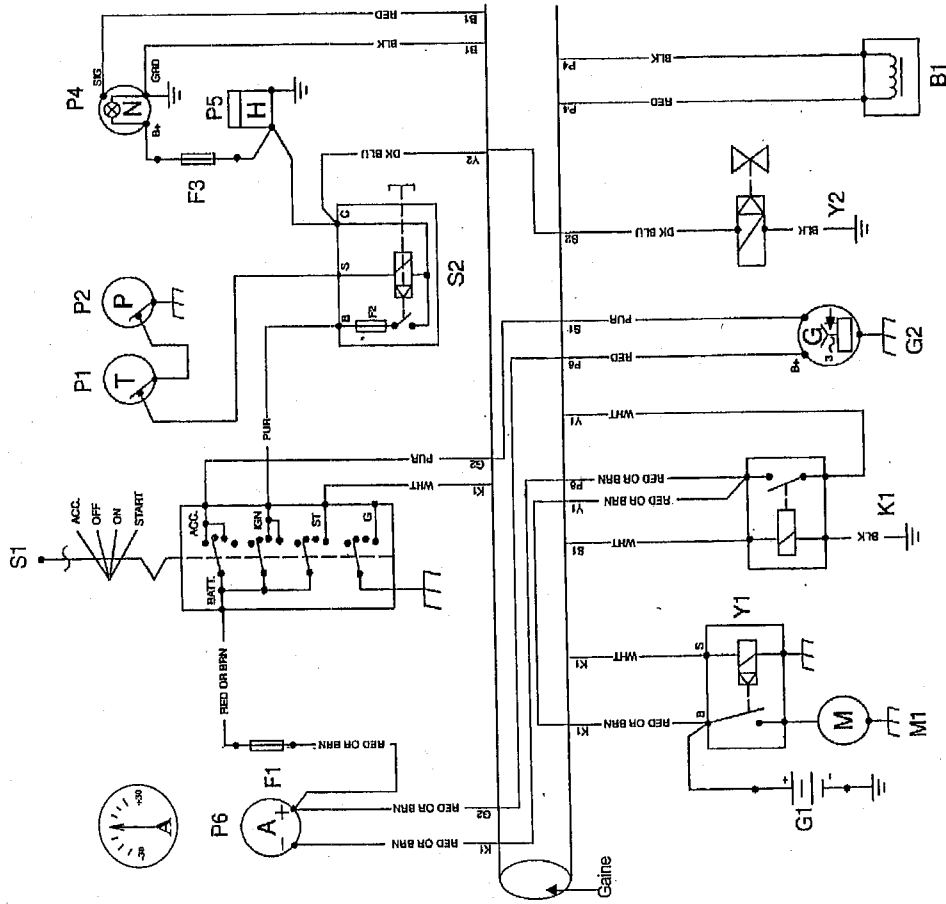 S1
ACC.
OFF
ON
START
P1
T
P2
P
P4
N
SIG
GRD
B+
RED
BLK
B1
B1
F3
P5
H
DK BLU
Y2
S2
B
S
C
F2
PUR
BATT.
ACC.
IGN
ST
G
RED OR BRN
PUR
G2
WHT
K1
-30
+30
A
P6
A
+
-
F1
RED OR BRN
RED OR BRN
G2
RED OR BRN
K1
Gaine
K1
RED OR BRN
K1
WHT
B
S
Y1
G1
+
-
M
M1
S1
WHT
Y1
RED OR BRN
P6
RED OR BRN
Y1
WHT
K1
BLK
P6
RED
S1
PUR
B+
G
3
G2
S2
DK BLU
Y2
BLK
P4
RED
P4
BLK
B1